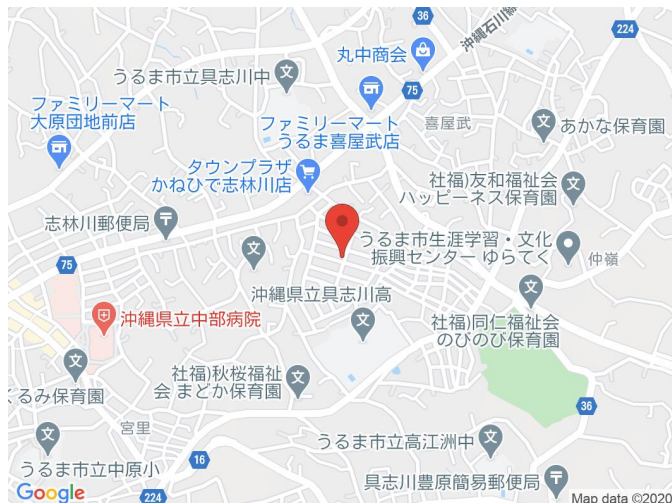 36
沖縄石川線
224
丸中商会
うるま市立具志川中
75
ファミリーマート
大原団地前店
ファミリーマート
うるま喜屋武店
喜屋武
あかな保育園
タウンプラザ
かねひで志林川店
社福)友和福祉会
ハッピーネス保育園
志林川郵便局
うるま市生涯学習・文化
振興センター ゆらてく
仲嶺
75
沖縄県立具志川高
沖縄県立中部病院
社福)同仁福祉会
のびのび保育園
社福)秋桜福祉
会 まどか保育園
くるみ保育園
36
宮里
16
うるま市立高江洲中
うるま市立中原小
具志川豊原簡易郵便局
Google
224
Map data ©2020